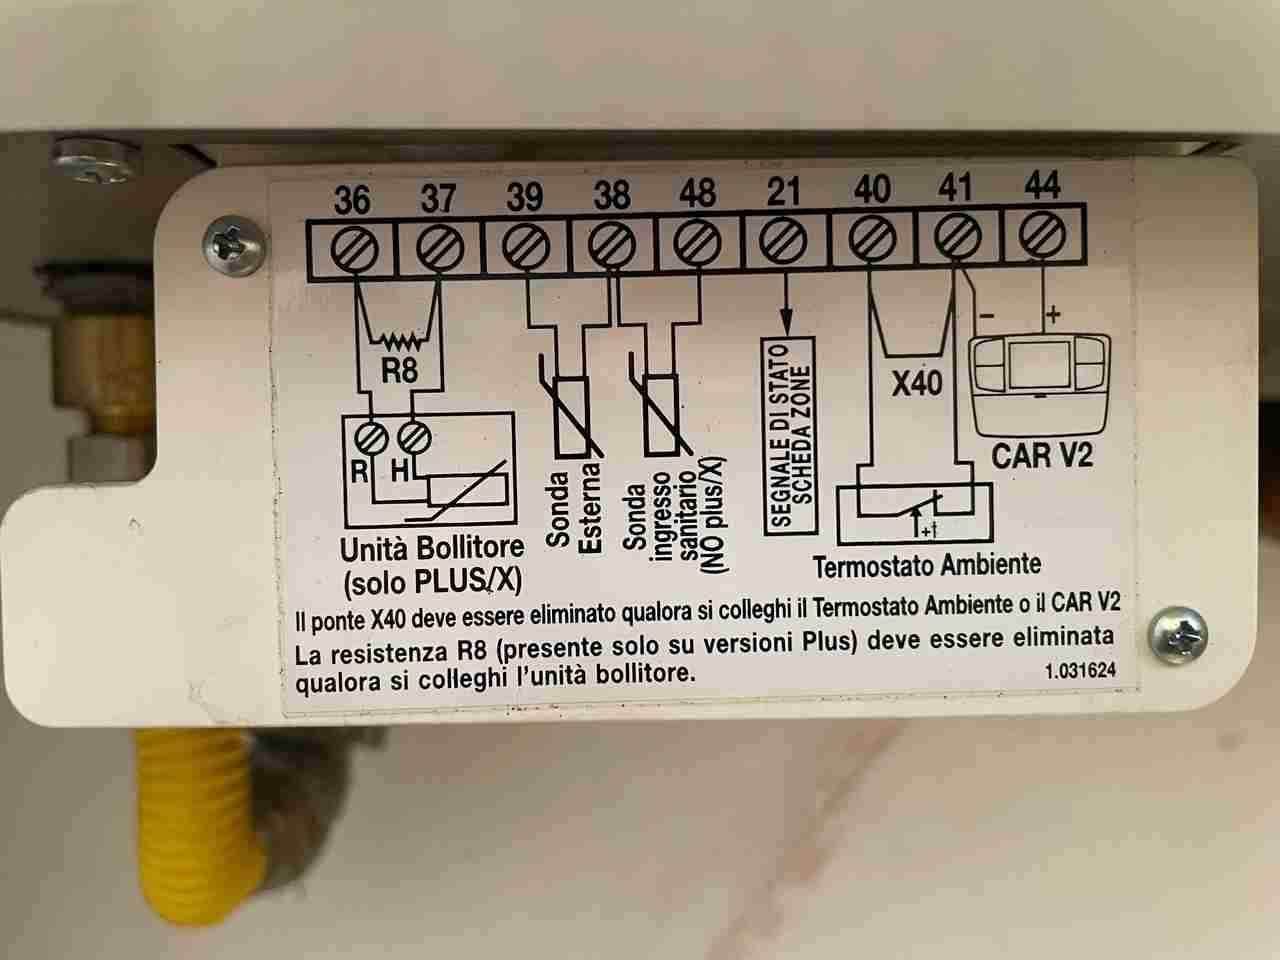 36 37 39 38 48 21 40 41 44
R8
R H
Unità Bollitore
(solo PLUS/X)
Sonda
Esterna
Sonda
ingresso
sanitario
(NO plus/X)
SEGNALE DI STATO
SCHEDA ZONE
X40
- +
CAR V2
+t
Termostato Ambiente
Il ponte X40 deve essere eliminato qualora si colleghi il Termostato Ambiente o il CAR V2
La resistenza R8 (presente solo su versioni Plus) deve essere eliminata
qualora si colleghi l'unità bollitore.
1.031624